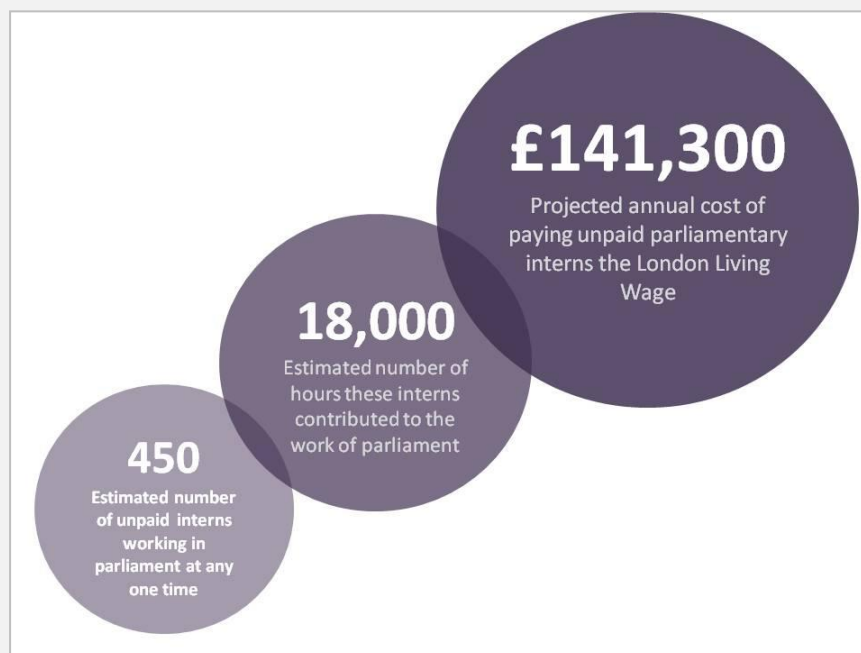 £141,300
Projected annual cost of
paying unpaid parliamentary
interns the London Living
Wage
18,000
Estimated number of
hours these interns
contributed to the
work of parliament
450
Estimated number
of unpaid interns
working in
parliament at any
one time